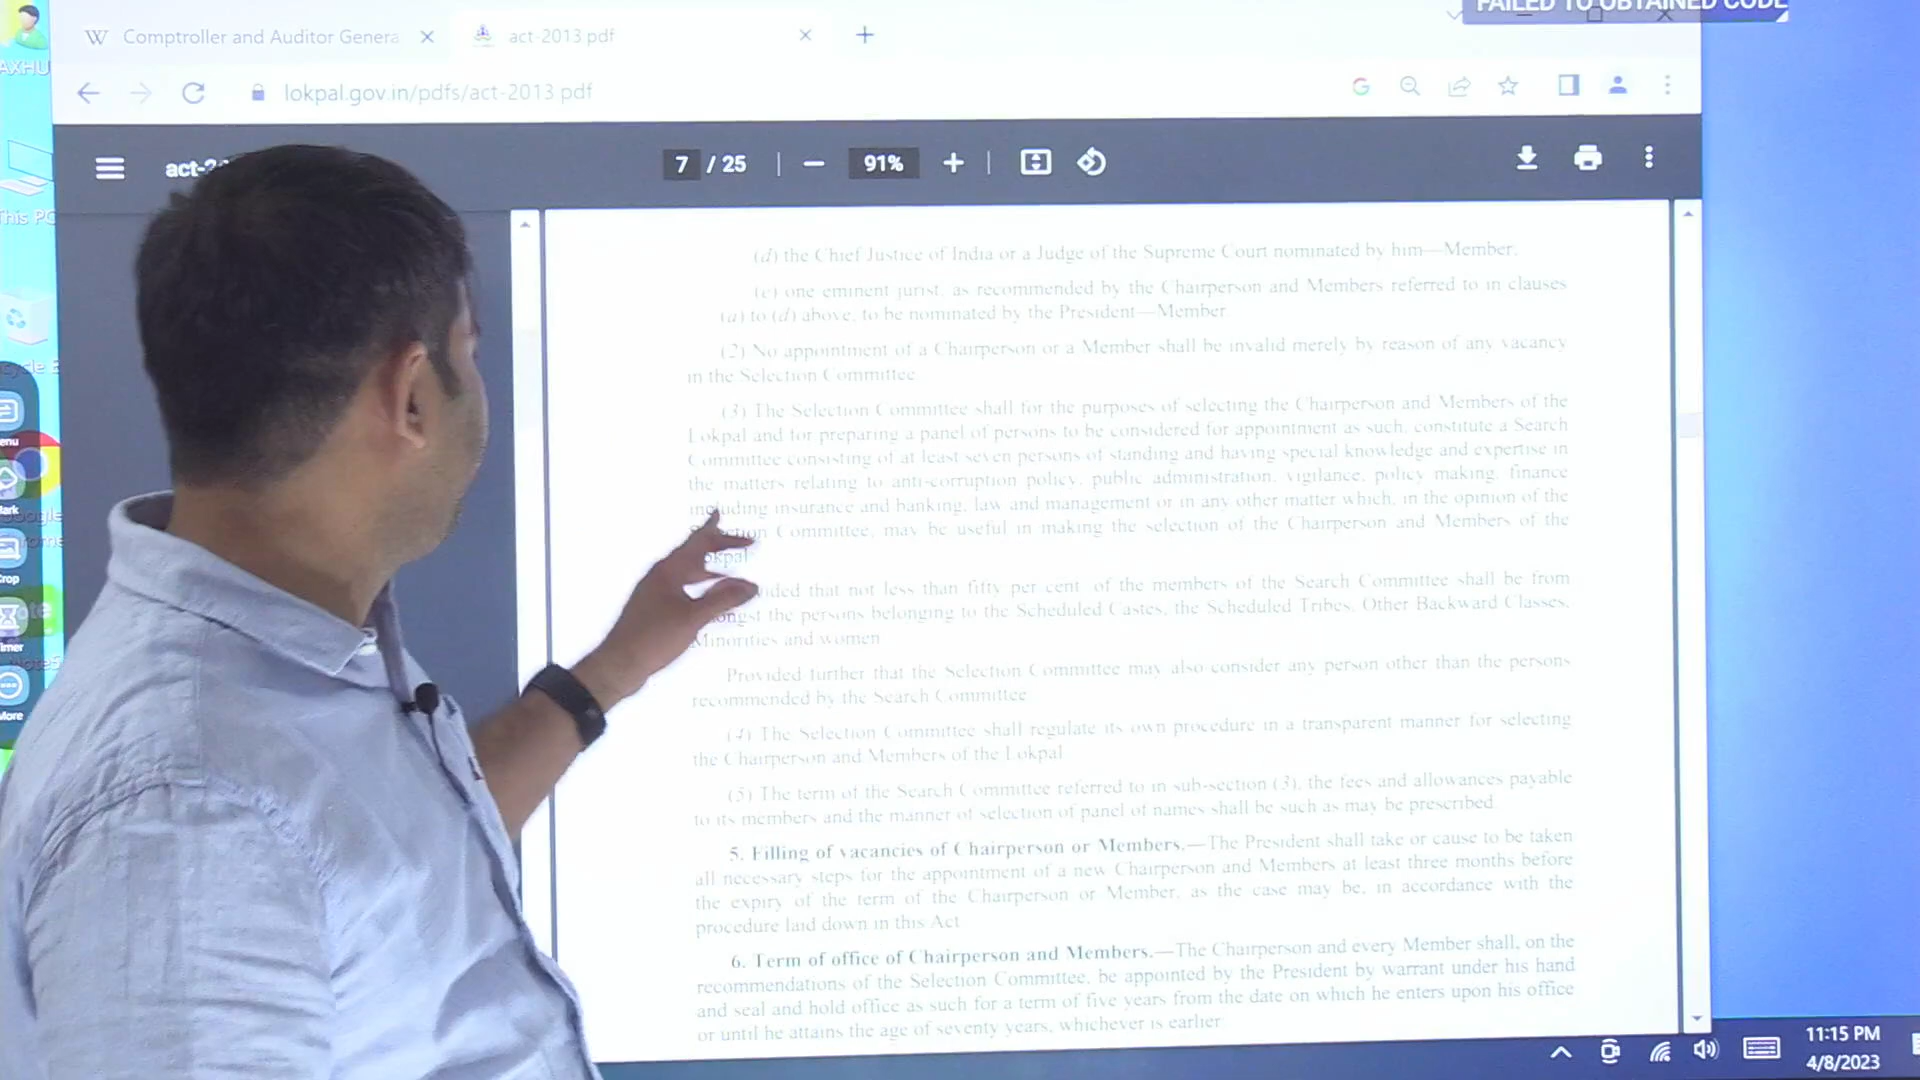 FAILED TO OBTAINED CODE
Comptroller and Auditor Genera
act-2013.pdf
lokpal.gov.in/pdfs/act-2013.pdf
7 / 25
91%
(d) the Chief Justice of India or a Judge of the Supreme Court nominated by him—Member;
(e) one eminent jurist, as recommended by the Chairperson and Members referred to in clauses
(a) to (d) above, to be nominated by the President—Member.
(2) No appointment of a Chairperson or a Member shall be invalid merely by reason of any vacancy
in the Selection Committee.
(3) The Selection Committee shall for the purposes of selecting the Chairperson and Members of the
Lokpal and for preparing a panel of persons to be considered for appointment as such, constitute a Search
Committee consisting of at least seven persons of standing and having special knowledge and expertise in
the matters relating to anti-corruption policy, public administration, vigilance, policy making, finance
including insurance and banking, law and management or in any other matter which, in the opinion of the
Committee, may be useful in making the selection of the Chairperson and Members of the
okpal
vided that not less than fifty per cent. of the members of the Search Committee shall be from
ongst the persons belonging to the Scheduled Castes, the Scheduled Tribes, Other Backward Classes,
Minorities and women
Provided further that the Selection Committee may also consider any person other than the persons
recommended by the Search Committee
(4) The Selection Committee shall regulate its own procedure in a transparent manner for selecting
the Chairperson and Members of the Lokpal
(5) The term of the Search Committee referred to in sub-section (3), the fees and allowances payable
to its members and the manner of selection of panel of names shall be such as may be prescribed.
5. Filling of vacancies of Chairperson or Members.—The President shall take or cause to be taken
all necessary steps for the appointment of a new Chairperson and Members at least three months before
the expiry of the term of the Chairperson or Member, as the case may be, in accordance with the
procedure laid down in this Act
6. Term of office of Chairperson and Members.—The Chairperson and every Member shall, on the
recommendations of the Selection Committee, be appointed by the President by warrant under his hand
and seal and hold office as such for a term of five years from the date on which he enters upon his office
or until he attains the age of seventy years, whichever is earlier
AXHU
This PC
ycle B
enu
ark
oogle
hrome
rop
ote
imer
Note5
More
11:15 PM
4/8/2023